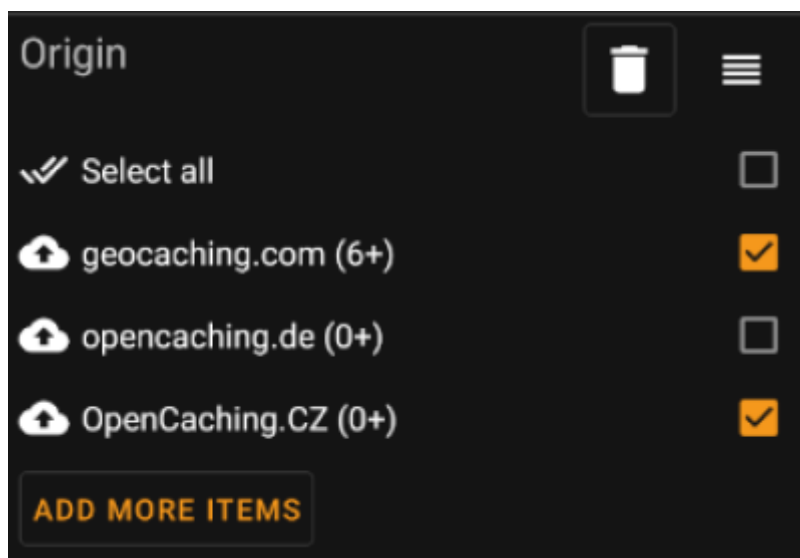 Origin
Select all
geocaching.com (6+)
opencaching.de (0+)
OpenCaching.CZ (0+)
ADD MORE ITEMS